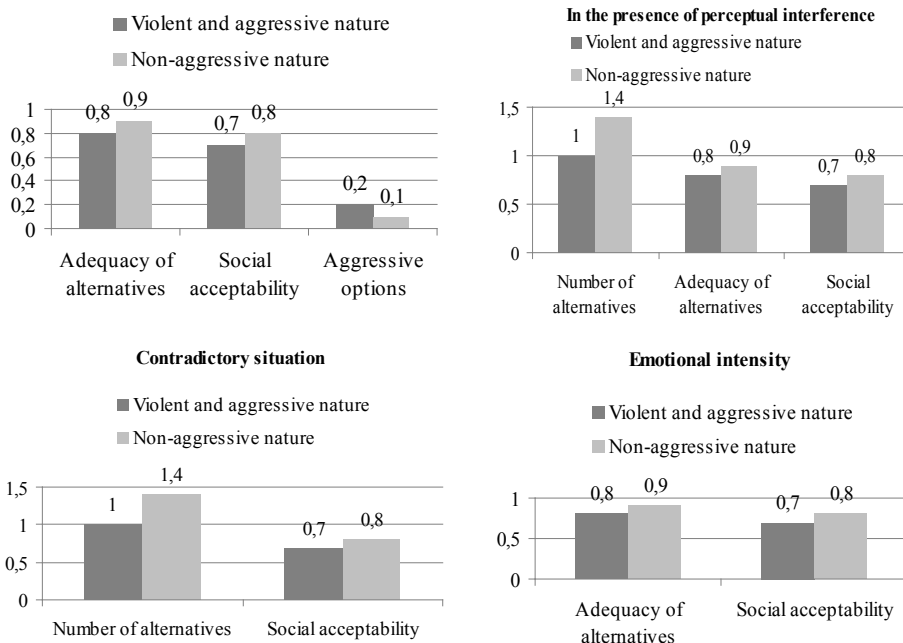 Violent and aggressive nature
Non-aggressive nature
1
0,8
0,6
0,4
0,2
0
0,8
0,9
0,7
0,8
0,2
0,1
Adequacy of
alternatives
Social
acceptability
Aggressive
options
In the presence of perceptual interference
Violent and aggressive nature
Non-aggressive nature
1,5
1
0,5
0
1
1,4
0,8
0,9
0,7
0,8
Number of
alternatives
Adequacy of
alternatives
Social
acceptability
Contradictory situation
Violent and aggressive nature
Non-aggressive nature
1,5
1
0,5
0
1
1,4
0,7
0,8
Number of alternatives
Social acceptability
Emotional intensity
Violent and aggressive nature
Non-aggressive nature
1
0,5
0
0,8
0,9
0,7
0,8
Adequacy of
alternatives
Social acceptability